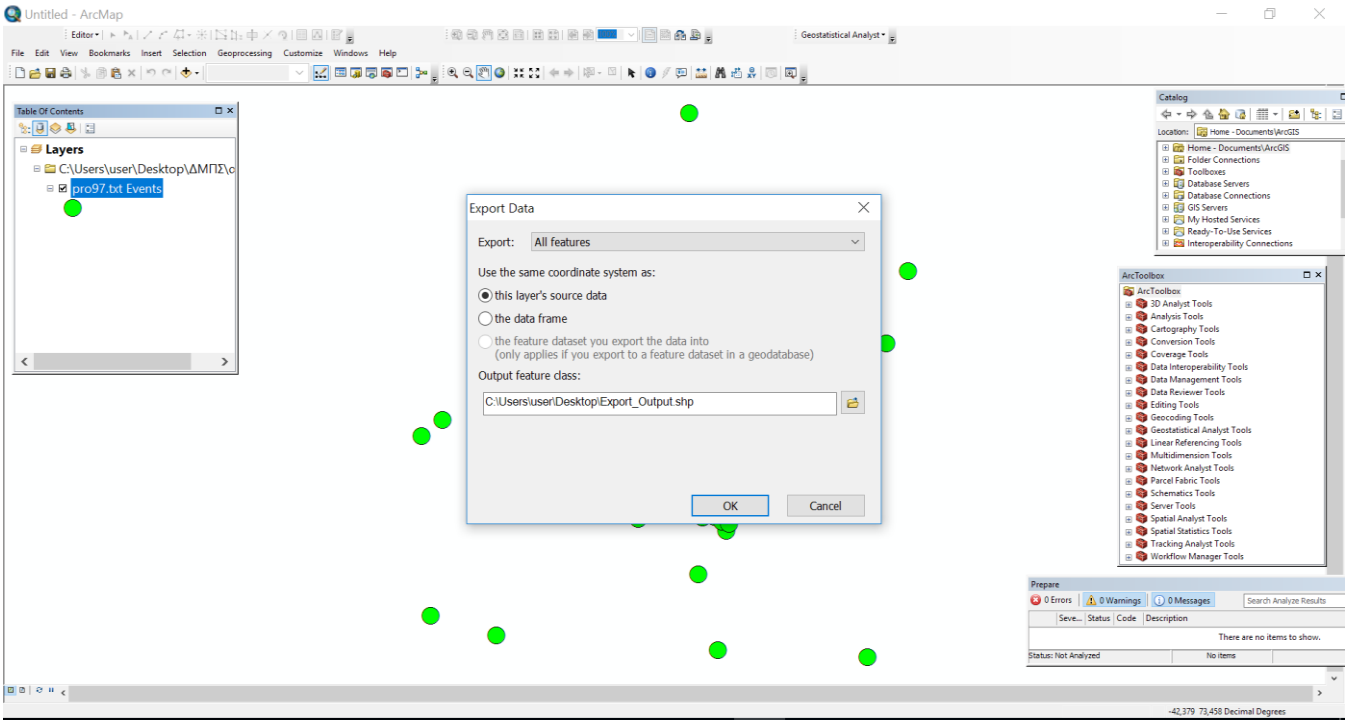 Untitled - ArcMap
Editor
Geostatistical Analyst
File Edit View Bookmarks Insert Selection Geoprocessing Customize Windows Help
Table Of Contents
Layers
C:\Users\user\Desktop\ΔΜΠΣ\c
pro97.txt Events
Export Data
Export: All features
Use the same coordinate system as:
this layer's source data
the data frame
the feature dataset you export the data into
(only applies if you export to a feature dataset in a geodatabase)
Output feature class:
C:\Users\user\Desktop\Export_Output.shp
OK Cancel
Catalog
Location: Home - Documents\ArcGIS
Home - Documents\ArcGIS
Folder Connections
Toolboxes
Database Servers
Database Connections
GIS Servers
My Hosted Services
Ready-To-Use Services
Interoperability Connections
ArcToolbox
ArcToolbox
3D Analyst Tools
Analysis Tools
Cartography Tools
Conversion Tools
Coverage Tools
Data Interoperability Tools
Data Management Tools
Data Reviewer Tools
Editing Tools
Geocoding Tools
Geostatistical Analyst Tools
Linear Referencing Tools
Multidimension Tools
Network Analyst Tools
Parcel Fabric Tools
Schematics Tools
Server Tools
Spatial Analyst Tools
Spatial Statistics Tools
Tracking Analyst Tools
Workflow Manager Tools
Prepare
0 Errors 0 Warnings 0 Messages Search Analyze Results
Seve... Status Code Description
There are no items to show.
Status: Not Analyzed No items
-42,379 73,458 Decimal Degrees